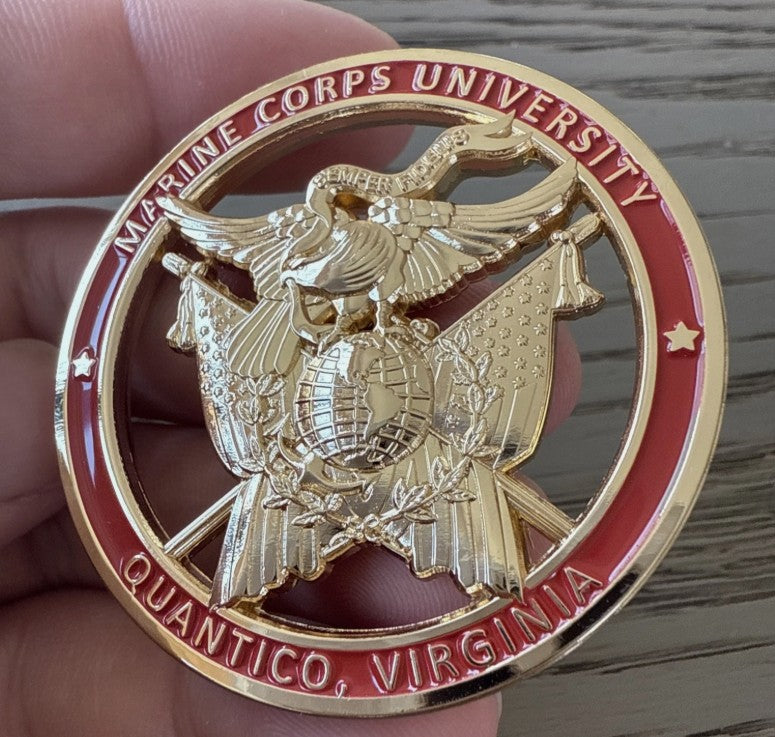 MARINE CORPS UNIVERSITY
SEMPER FIDELIS
QUANTICO, VIRGINIA